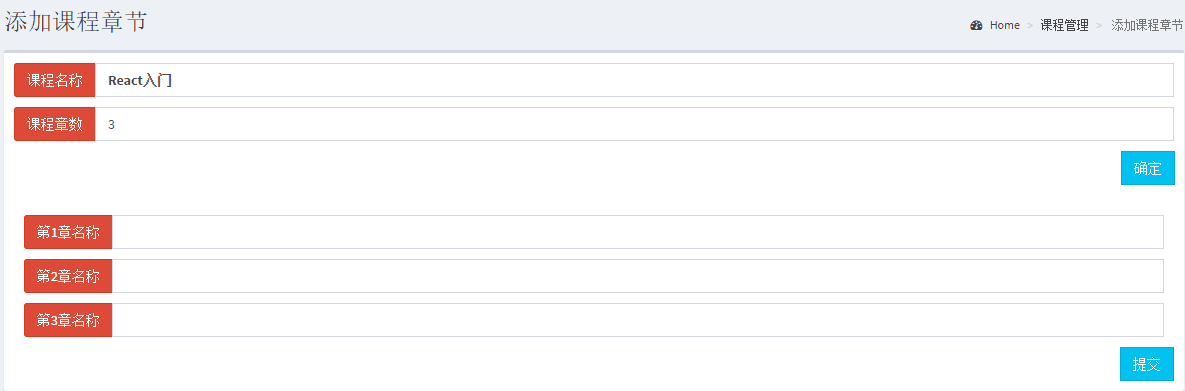 添加课程章节
Home > 课程管理 > 添加课程章节
课程名称 React入门
课程章数 3
确定
第1章名称
第2章名称
第3章名称
提交